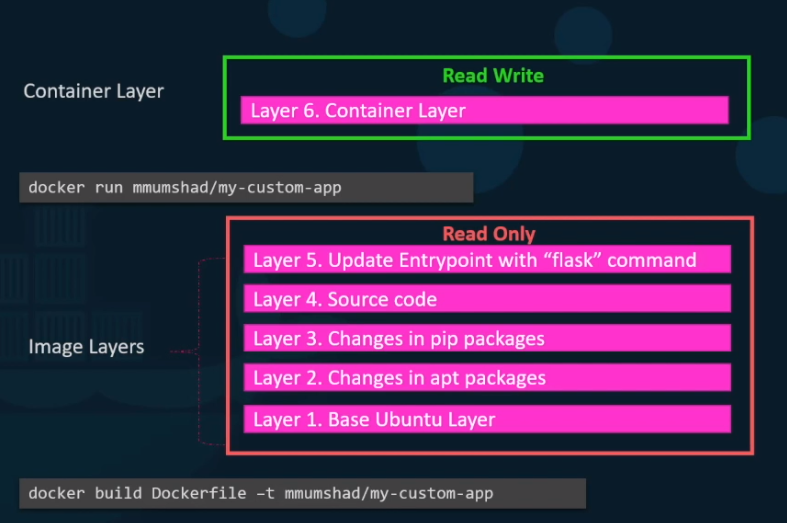 Read Write
Container Layer
Layer 6. Container Layer
docker run mmumshad/my-custom-app
Read Only
Layer 5. Update Entrypoint with “flask” command
Layer 4. Source code
Layer 3. Changes in pip packages
Image Layers
Layer 2. Changes in apt packages
Layer 1. Base Ubuntu Layer
docker build Dockerfile –t mmumshad/my-custom-app